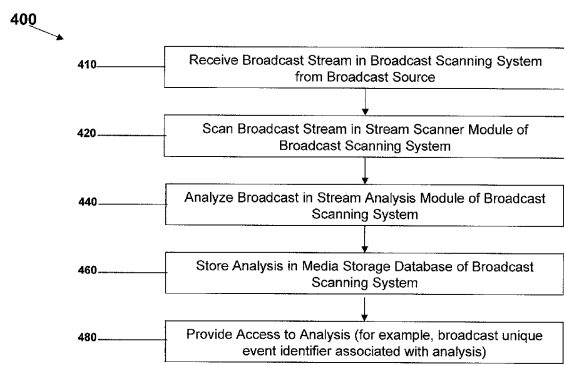 400
410
Receive Broadcast Stream in Broadcast Scanning System
from Broadcast Source
420
Scan Broadcast Stream in Stream Scanner Module of
Broadcast Scanning System
440
Analyze Broadcast in Stream Analysis Module of Broadcast
Scanning System
460
Store Analysis in Media Storage Database of Broadcast
Scanning System
480
Provide Access to Analysis (for example, broadcast unique
event identifier associated with analysis)